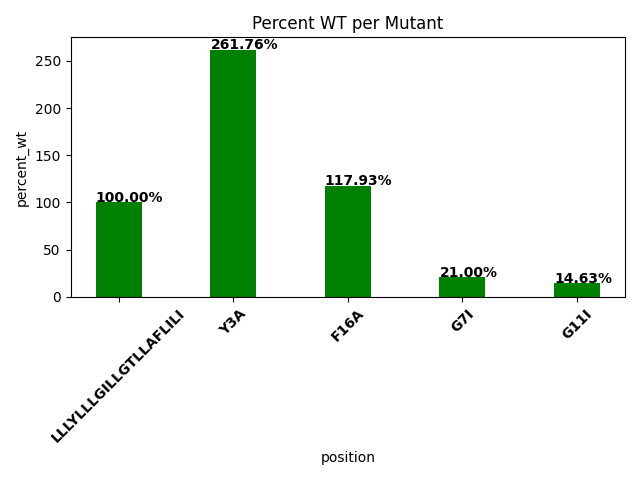 Percent WT per Mutant
percent_wt
250
200
150
100
50
0
100.00%
261.76%
117.93%
21.00%
14.63%
LLLYLLLGILLGTLLAFLILI
Y3A
F16A
G7I
G11I
position